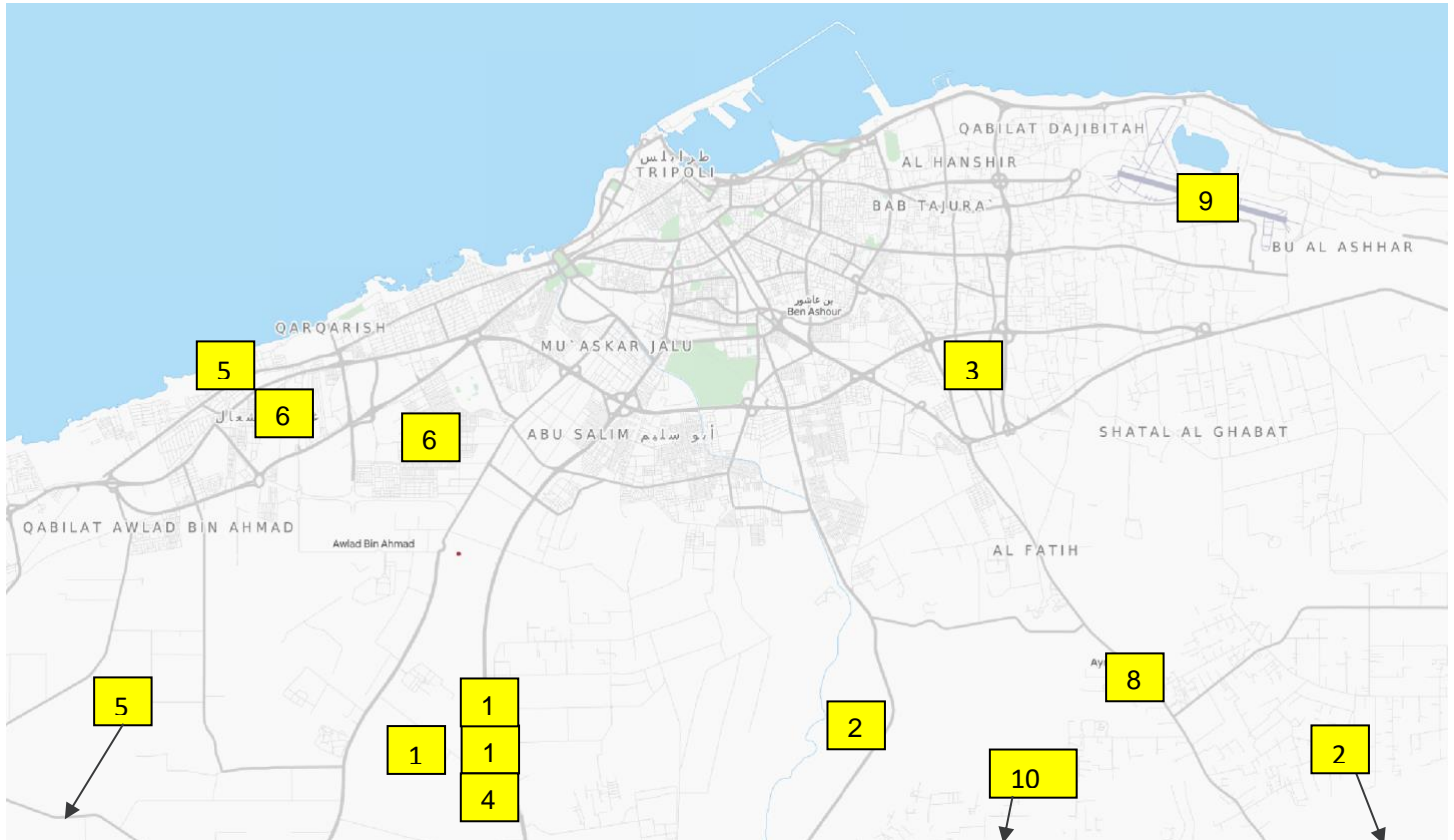 QABILAT DAJIBITAH
AL HANSHIR
طرابلس
TRIPOLI
BAB TAJURA`
9
BU AL ASHHAR
بن عاشور
Ben Ashour
QARQARISH
MU`ASKAR JALU
5
3
6
6
ABU SALIM أبو سليم
SHATAL AL GHABAT
QABILAT AWLAD BIN AHMAD
Awlad Bin Ahmad
AL FATIH
8
5
1
2
1
1
2
10
4